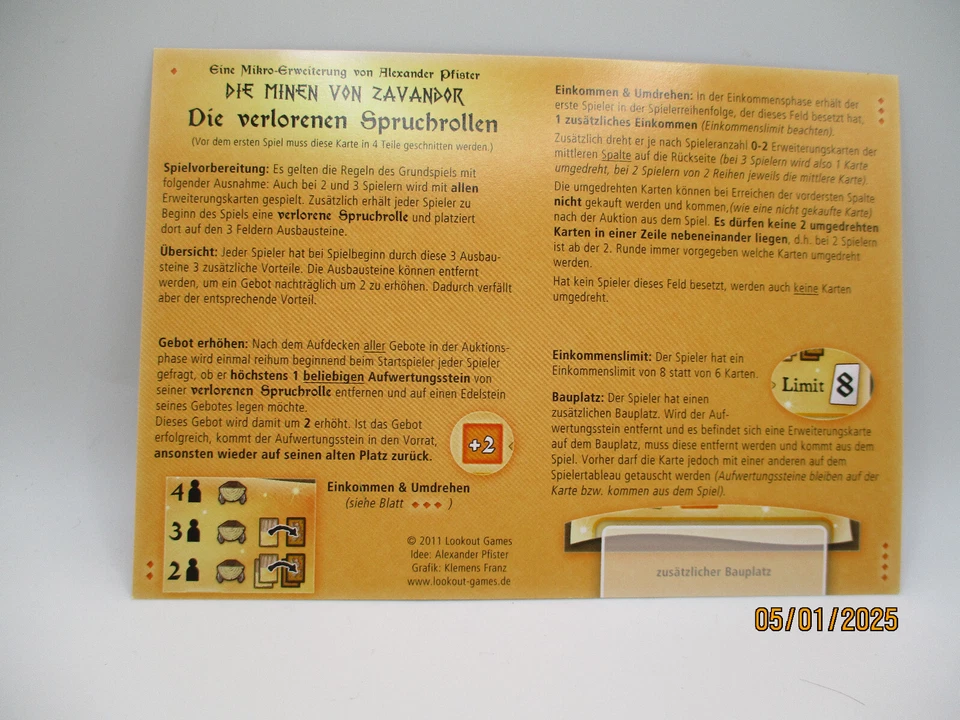 Eine Mikro-Erweiterung von Alexander Pfister
DIE MINEN VON ZAVANDOR
Die verlorenen Spruchrollen
(Vor dem ersten Spiel muss diese Karte in 4 Teile geschnitten werden.)
Spielvorbereitung: Es gelten die Regeln des Grundspiels mit
folgender Ausnahme: Auch bei 2 und 3 Spielern wird mit allen
Erweiterungskarten gespielt. Zusätzlich erhält jeder Spieler zu
Beginn des Spiels eine verlorene Spruchrolle und platziert
dort auf den 3 Feldern Ausbausteine.
Übersicht: Jeder Spieler hat bei Spielbeginn durch diese 3 Ausbau-
steine 3 zusätzliche Vorteile. Die Ausbausteine können entfernt
werden, um ein Gebot nachträglich um 2 zu erhöhen. Dadurch verfällt
aber der entsprechende Vorteil.
Gebot erhöhen: Nach dem Aufdecken aller Gebote in der Auktions-
phase wird einmal reihum beginnend beim Startspieler jeder Spieler
gefragt, ob er höchstens 1 beliebigen Aufwertungsstein von
seiner verlorenen Spruchrolle entfernen und auf einen Edelstein
seines Gebotes legen möchte.
Dieses Gebot wird damit um 2 erhöht. Ist das Gebot
erfolgreich, kommt der Aufwertungsstein in den Vorrat,
ansonsten wieder auf seinen alten Platz zurück.
+2
4
3
2
Einkommen & Umdrehen
(siehe Blatt )
© 2011 Lookout Games
Idee: Alexander Pfister
Grafik: Klemens Franz
www.lookout-games.de
Einkommen & Umdrehen: In der Einkommensphase erhält der
erste Spieler in der Spielerreihenfolge, der dieses Feld besetzt hat,
1 zusätzliches Einkommen (Einkommenslimit beachten).
Zusätzlich dreht er je nach Spieleranzahl 0-2 Erweiterungskarten der
mittleren Spalte auf die Rückseite (bei 3 Spielern wird also 1 Karte
umgedreht, bei 2 Spielern von 2 Reihen jeweils die mittlere Karte).
Die umgedrehten Karten können bei Erreichen der vordersten Spalte
nicht gekauft werden und kommen,(wie eine nicht gekaufte Karte)
nach der Auktion aus dem Spiel. Es dürfen keine 2 umgedrehten
Karten in einer Zeile nebeneinander liegen, d.h. bei 2 Spielern
ist ab der 2. Runde immer vorgegeben welche Karten umgedreht
werden.
Hat kein Spieler dieses Feld besetzt, werden auch keine Karten
umgedreht.
Einkommenslimit: Der Spieler hat ein
Einkommenslimit von 8 statt von 6 Karten.
Limit 8
Bauplatz: Der Spieler hat einen
zusätzlichen Bauplatz. Wird der Auf-
wertungsstein entfernt und es befindet sich eine Erweiterungskarte
auf dem Bauplatz, muss diese entfernt werden und kommt aus dem
Spiel. Vorher darf die Karte jedoch mit einer anderen auf dem
Spielertableau getauscht werden (Aufwertungssteine bleiben auf der
Karte bzw. kommen aus dem Spiel).
zusätzlicher Bauplatz
05/01/2025